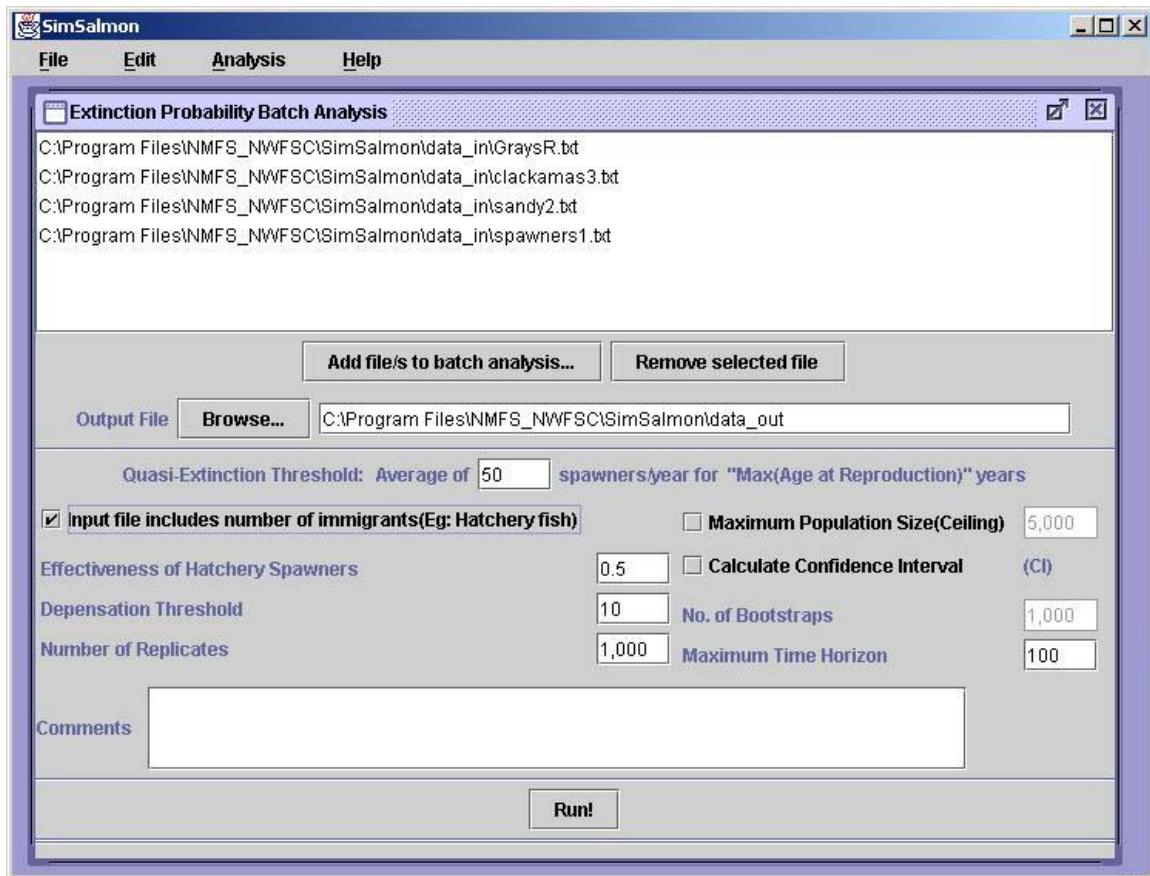 SimSalmon
File Edit Analysis Help
Extinction Probability Batch Analysis
C:\Program Files\NMFS_NWFSC\SimSalmon\data_in\GraysR.txt
C:\Program Files\NMFS_NWFSC\SimSalmon\data_in\clackamas3.txt
C:\Program Files\NMFS_NWFSC\SimSalmon\data_in\sandy2.txt
C:\Program Files\NMFS_NWFSC\SimSalmon\data_in\spawners1.txt
Add file/s to batch analysis... Remove selected file
Output File Browse... C:\Program Files\NMFS_NWFSC\SimSalmon\data_out
Quasi-Extinction Threshold: Average of 50 spawners/year for "Max(Age at Reproduction)" years
Input file includes number of immigrants(Eg: Hatchery fish) Maximum Population Size(Ceiling) 5,000
Effectiveness of Hatchery Spawners 0.5 Calculate Confidence Interval (CI)
Depensation Threshold 10 No. of Bootstraps 1,000
Number of Replicates 1,000 Maximum Time Horizon 100
Comments
Run!